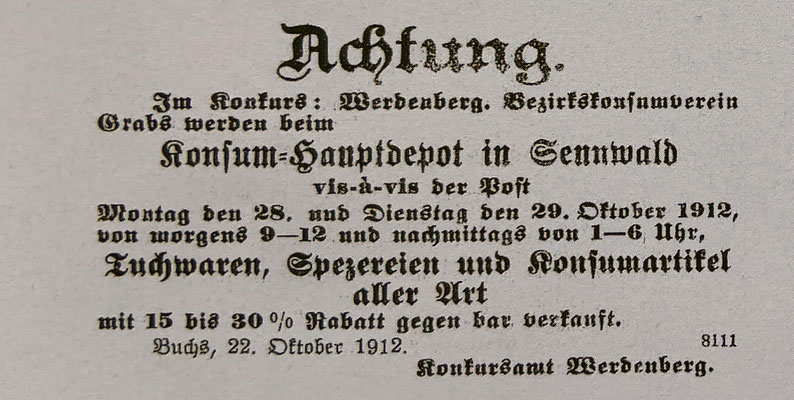 Achtung.
Im Konkurs: Werdenberg. Bezirkskonsumverein
Grabs werden beim
Konsum-Hauptdepot in Sennwald
vis-à-vis der Post
Montag den 28. und Dienstag den 29. Oktober 1912,
von morgens 9—12 und nachmittags von 1—6 Uhr,
Tuchwaren, Spezereien und Konsumartikel
aller Art
mit 15 bis 30 % Rabatt gegen bar verkauft.
Buchs, 22. Oktober 1912.
8111
Konkursamt Werdenberg.